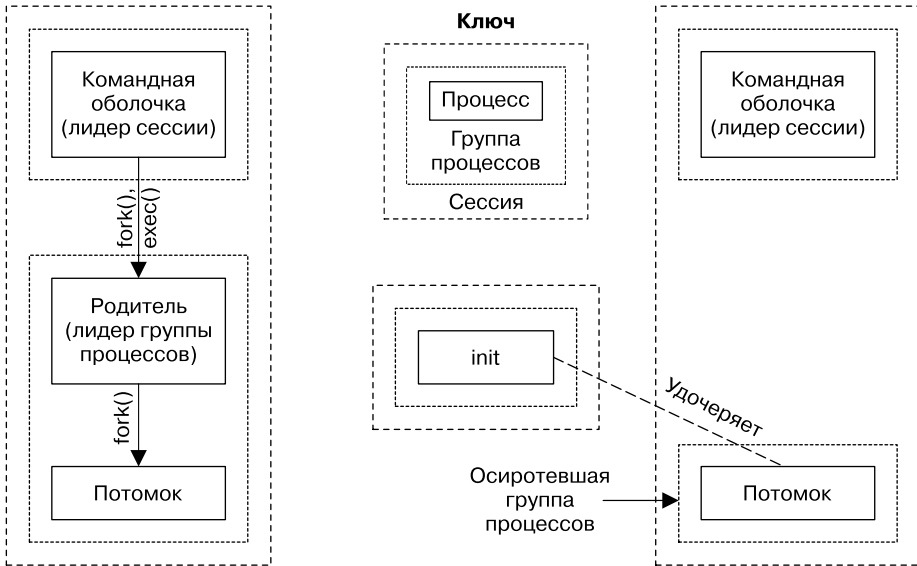 Командная
оболочка
(лидер сессии)
fork(),
exec()
Родитель
(лидер группы
процессов)
fork()
Потомок
Ключ
Процесс
Группа
процессов
Сессия
init
Удочеряет
Осиротевшая
группа
процессов
Командная
оболочка
(лидер сессии)
Потомок